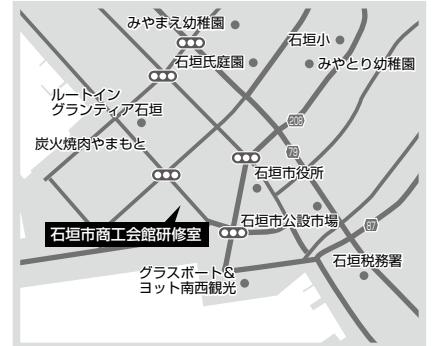 みやまえ幼稚園
石垣小
石垣氏庭園
みやとり幼稚園
ルートイン
グランティア石垣
208
炭火焼肉やまもと
79
石垣市役所
石垣市公設市場
87
石垣市商工会館研修室
石垣税務署
グラスボート＆
ヨット南西観光